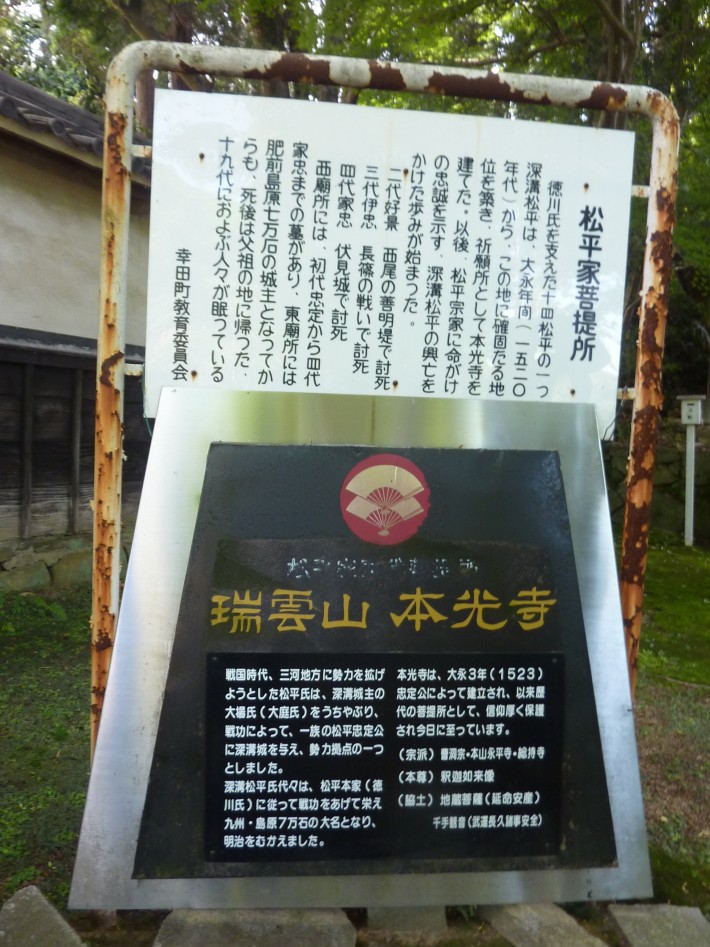 松平家菩提所
徳川氏を支えた十四松平の一つ
深溝松平は、大永年間（一五二〇
年代）から、この地に確固たる地
位を築き、祈願所として本光寺を
建てた。以後、松平宗家に命がけ
の忠誠を示す、深溝松平の興亡を
かけた歩みが始まった。
二代好景　西尾の善明堤で討死
三代伊忠　長篠の戦いで討死
四代家忠　伏見城で討死
西廟所には、初代忠定から四代
家忠までの墓があり、東廟所には
肥前島原七万石の城主となってか
らも、死後は父祖の地に帰つた、
十九代におよぶ人々が眠っている
幸田町教育委員会
瑞雲山 本光寺
戦国時代、三河地方に勢力を拡げ
ようとした松平氏は、深溝城主の
大場氏（大庭氏）をうちやぶり、
戦功によって、一族の松平忠定公
に深溝城を与え、勢力拠点の一つ
としました。
深溝松平氏代々は、松平本家（徳
川氏）に従って戦功をあげて栄え
九州・島原7万石の大名となり、
明治をむかえました。
本光寺は、大永3年（1523）
忠定公によって建立され、以来歴
代の菩提所として、信仰厚く保護
され今日に至っています。
（宗派）曹洞宗・本山永平寺・総持寺
（本尊）釈迦如来像
（脇士）地蔵菩薩（延命安産）
千手観音（武運長久諸事安全）